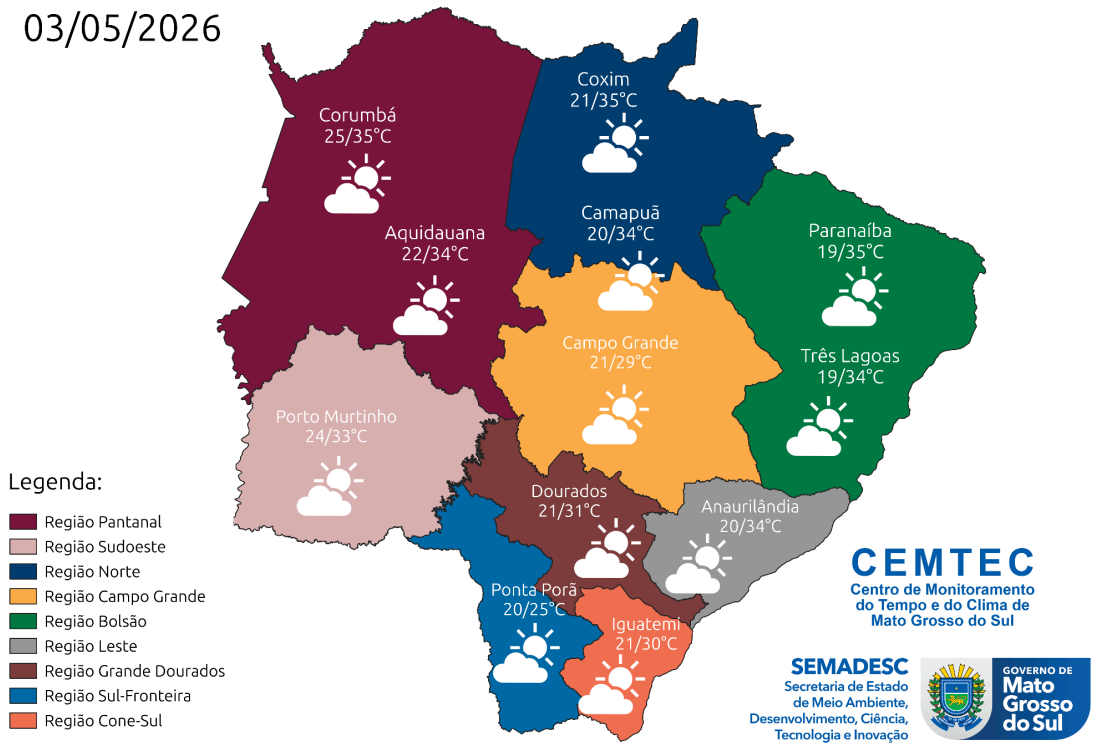 03/05/2026
Coxim
21/35°C
Corumbá
25/35°C
Camapuã
20/34°C
Aquidauana
22/34°C
Paranaíba
19/35°C
Campo Grande
21/29°C
Três Lagoas
19/34°C
Porto Murtinho
24/33°C
Dourados
21/31°C
Anaurilândia
20/34°C
Ponta Porã
20/25°C
Iguatemi
21/30°C
Legenda:
Região Pantanal
Região Sudoeste
Região Norte
Região Campo Grande
Região Bolsão
Região Leste
Região Grande Dourados
Região Sul-Fronteira
Região Cone-Sul
CEMTEC
Centro de Monitoramento
do Tempo e do Clima de
Mato Grosso do Sul
SEMADESC
Secretaria de Estado
de Meio Ambiente,
Desenvolvimento, Ciência,
Tecnologia e Inovação
GOVERNO DE
Mato
Grosso
do Sul